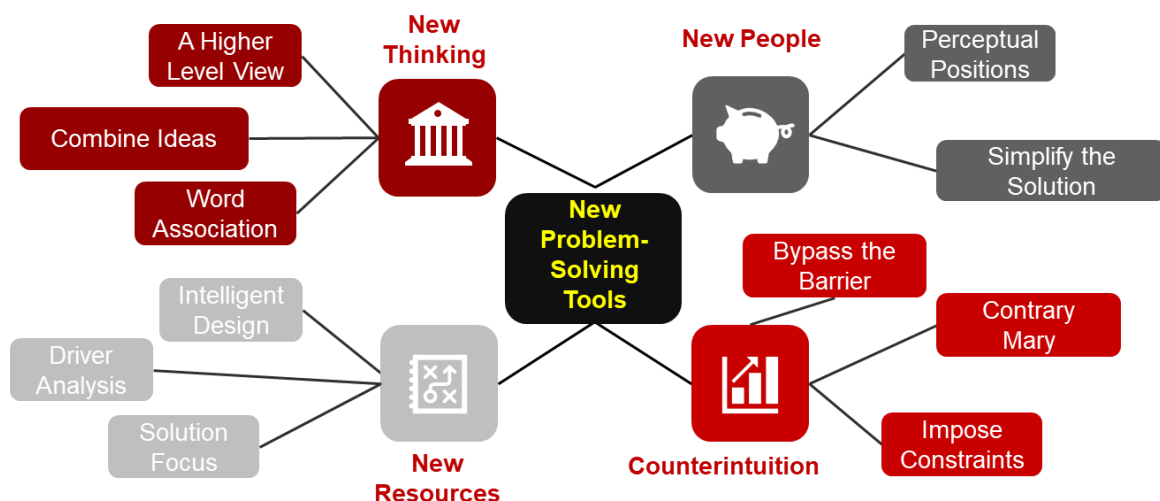 New
Thinking
A Higher
Level View
Combine Ideas
Word
Association
New People
Perceptual
Positions
Simplify the
Solution
New
Problem-
Solving
Tools
Intelligent
Design
Driver
Analysis
Solution
Focus
New
Resources
Bypass the
Barrier
Contrary
Mary
Impose
Constraints
Counterintuition